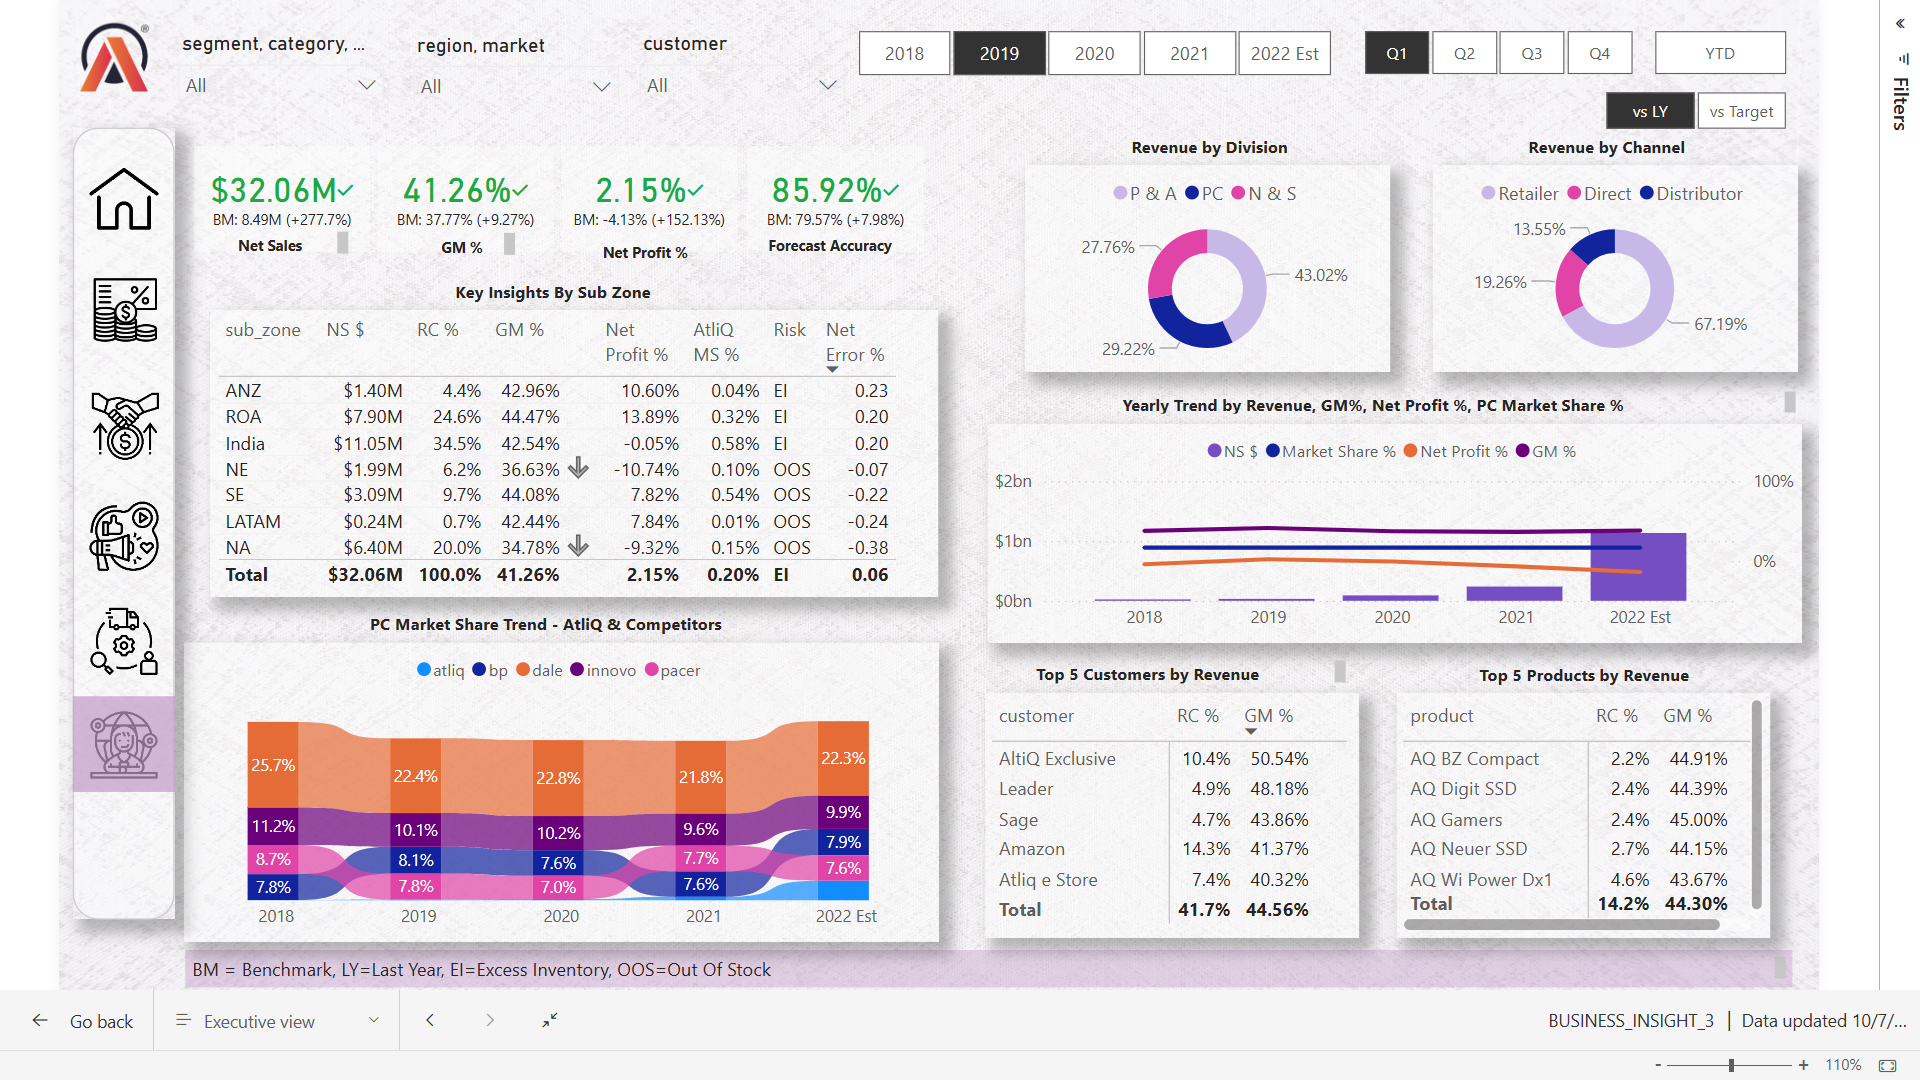 segment, category, ...
All
region, market
All
customer
All
2018 2019 2020 2021 2022 Est
Q1 Q2 Q3 Q4 YTD
vs LY vs Target
«
Filters
$32.06M
BM: 8.49M (+277.7%)
Net Sales
41.26%
BM: 37.77% (+9.27%)
GM %
2.15%
BM: -4.13% (+152.13%)
Net Profit %
85.92%
BM: 79.57% (+7.98%)
Forecast Accuracy
Revenue by Division
P & A PC N & S
27.76%
43.02%
29.22%
Revenue by Channel
Retailer Direct Distributor
13.55%
19.26%
67.19%
Key Insights By Sub Zone
sub_zone NS $ RC % GM % Net Profit % AtliQ MS % Risk Net Error %
ANZ $1.40M 4.4% 42.96% 10.60% 0.04% EI 0.23
ROA $7.90M 24.6% 44.47% 13.89% 0.32% EI 0.20
India $11.05M 34.5% 42.54% -0.05% 0.58% EI 0.20
NE $1.99M 6.2% 36.63% -10.74% 0.10% OOS -0.07
SE $3.09M 9.7% 44.08% 7.82% 0.54% OOS -0.22
LATAM $0.24M 0.7% 42.44% 7.84% 0.01% OOS -0.24
NA $6.40M 20.0% 34.78% -9.32% 0.15% OOS -0.38
Total $32.06M 100.0% 41.26% 2.15% 0.20% EI 0.06
Yearly Trend by Revenue, GM%, Net Profit %, PC Market Share %
NS $ Market Share % Net Profit % GM %
$2bn 100%
$1bn
0%
$0bn
2018 2019 2020 2021 2022 Est
PC Market Share Trend - AtliQ & Competitors
atliq bp dale innovo pacer
25.7% 22.4% 22.8% 21.8% 22.3%
11.2% 10.1% 10.2% 9.6% 9.9%
8.7% 8.1% 7.6% 7.7% 7.9%
7.8% 7.8% 7.0% 7.6% 7.6%
2018 2019 2020 2021 2022 Est
Top 5 Customers by Revenue
customer RC % GM %
AltiQ Exclusive 10.4% 50.54%
Leader 4.9% 48.18%
Sage 4.7% 43.86%
Amazon 14.3% 41.37%
Atliq e Store 7.4% 40.32%
Total 41.7% 44.56%
Top 5 Products by Revenue
product RC % GM %
AQ BZ Compact 2.2% 44.91%
AQ Digit SSD 2.4% 44.39%
AQ Gamers 2.4% 45.00%
AQ Neuer SSD 2.7% 44.15%
AQ Wi Power Dx1 4.6% 43.67%
Total 14.2% 44.30%
BM = Benchmark, LY=Last Year, EI=Excess Inventory, OOS=Out Of Stock
Go back
Executive view
BUSINESS_INSIGHT_3 | Data updated 10/7/...
- + 110%